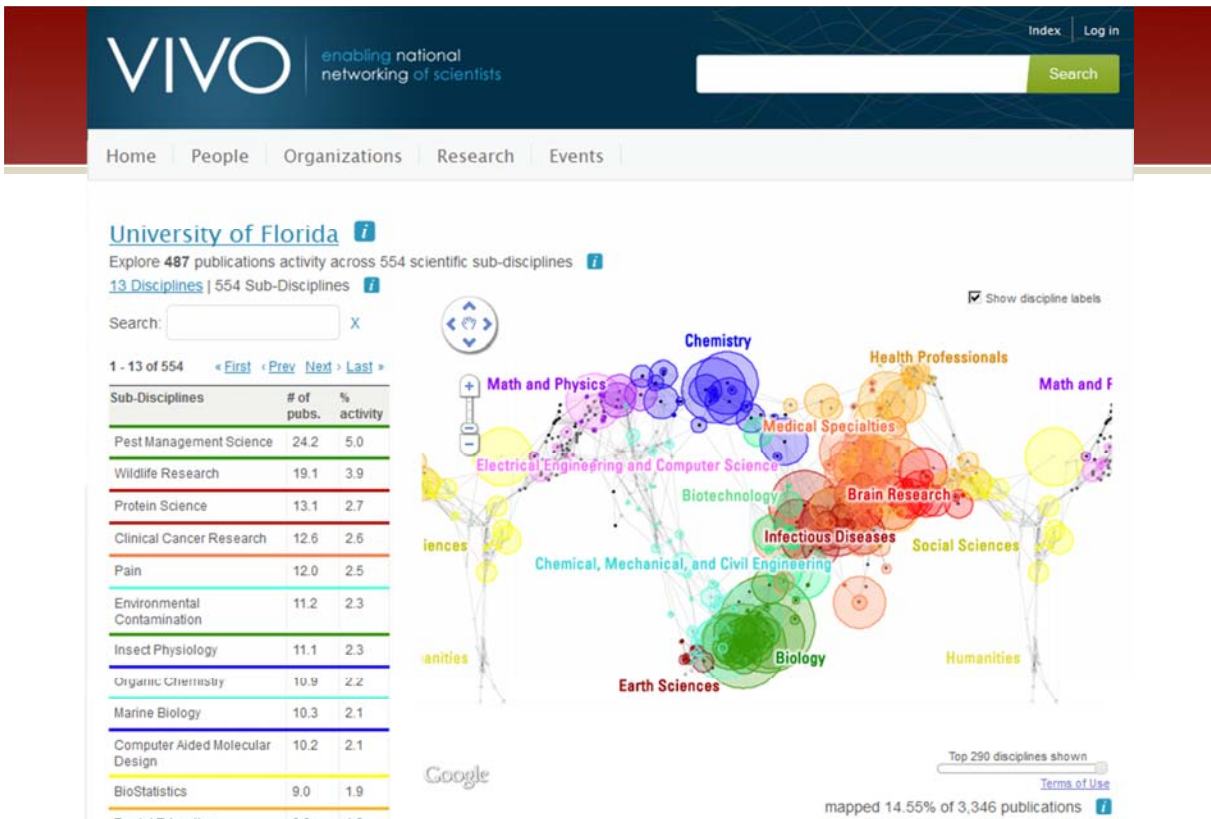 VIVO
enabling national
networking of scientists
Index
Log in
Search
Home
People
Organizations
Research
Events
University of Florida i
Explore 487 publications activity across 554 scientific sub-disciplines i
13 Disciplines | 554 Sub-Disciplines i
Search:
X
1 - 13 of 554 « First ‹ Prev Next › Last »
Sub-Disciplines # of pubs. % activity
Pest Management Science 24.2 5.0
Wildlife Research 19.1 3.9
Protein Science 13.1 2.7
Clinical Cancer Research 12.6 2.6
Pain 12.0 2.5
Environmental 11.2 2.3
Contamination
Insect Physiology 11.1 2.3
Organic Chemistry 10.9 2.2
Marine Biology 10.3 2.1
Computer Aided Molecular 10.2 2.1
Design
BioStatistics 9.0 1.9
Show discipline labels
Chemistry
Health Professionals
Math and Physics
Math and F
Medical Specialties
Electrical Engineering and Computer Science
Biotechnology
Brain Research
Infectious Diseases
iences
Social Sciences
Chemical, Mechanical, and Civil Engineering
Biology
anities
Humanities
Earth Sciences
Google
Top 290 disciplines shown
Terms of Use
mapped 14.55% of 3,346 publications i